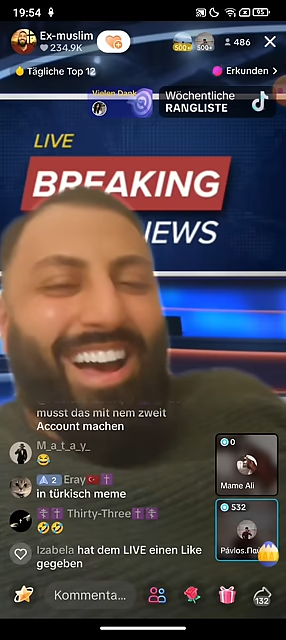 19:54
95
Ex-muslim
234.9K
500+
500+
486
Tägliche Top 12
Erkunden
Vielen Dank
Wöchentliche
RANGLISTE
LIVE
BREAKING
NEWS
musst das mit nem zweit
Account machen
M_a_t_a_y_
😂
2 Eray🇹🇷✝️
in türkisch meme
☦️✝️ Thirty-Three✝️☦️
🤣🤣
Izabela hat dem LIVE einen Like
gegeben
0
Mame Ali
532
Kommenta...
132